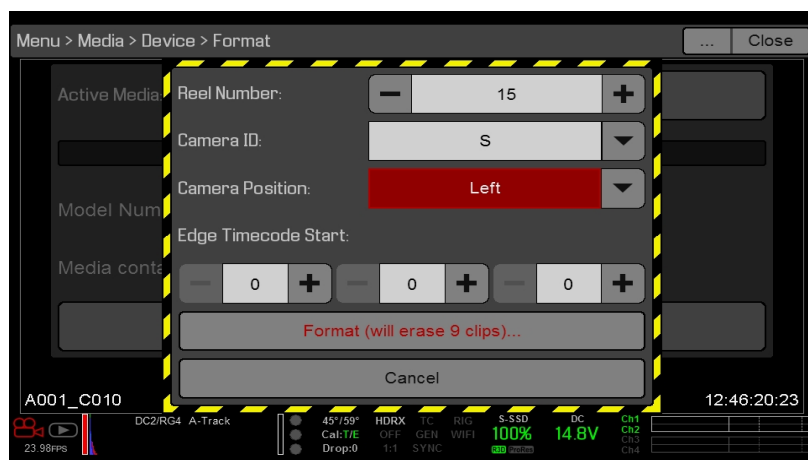 Menu > Media > Device > Format
... Close
Active Media:
Reel Number:
15
Camera ID:
S
Camera Position:
Left
Model Num
Edge Timecode Start:
Media conta
0 0 0
Format (will erase 9 clips)...
Cancel
A001_C010 12:46:20:23
DC2/RG4 A-Track 45°/59° HDRX TC RIG S-SSD DC Ch1
Cal:T/E OFF GEN WIFI 100% 14.8V Ch2
23.98FPS Drop:0 1:1 SYNC R3D ProRes Ch3
Ch4